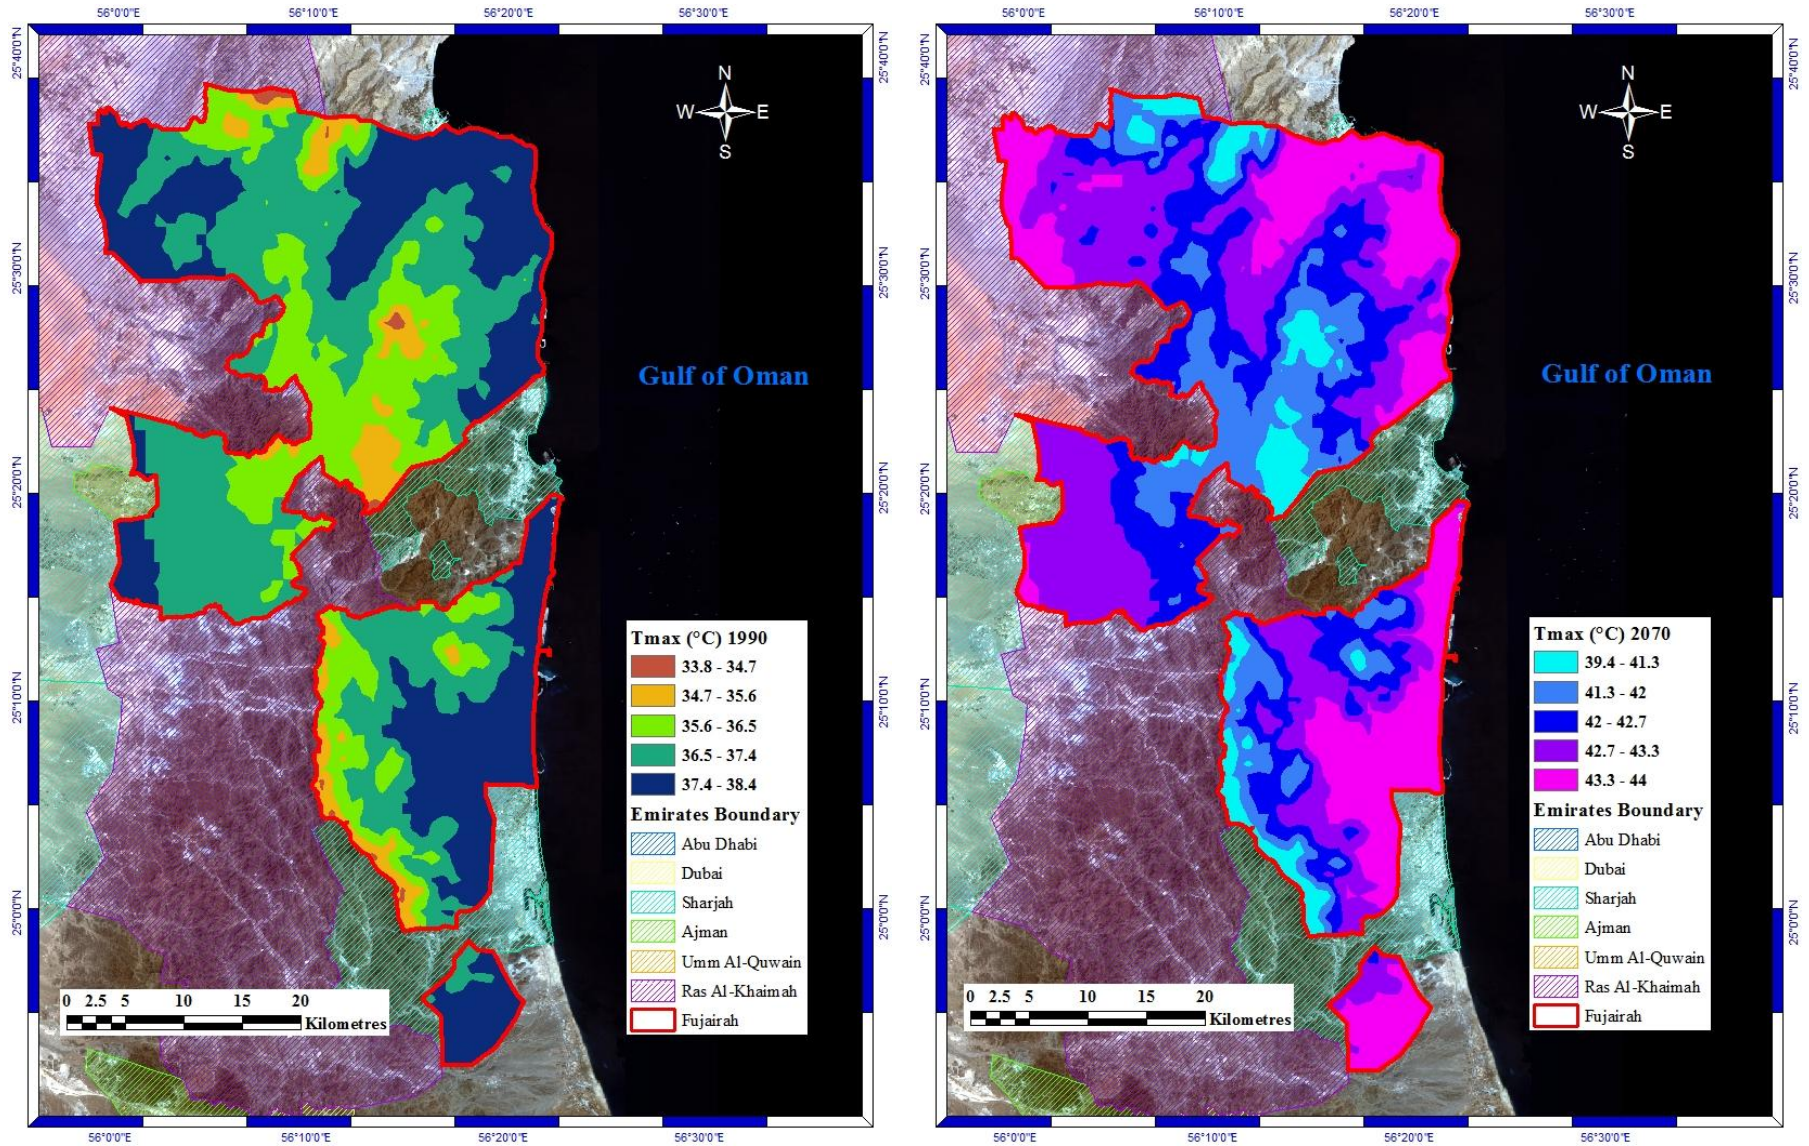 56°0'0"E 56°10'0"E 56°20'0"E 56°30'0"E
25°40'0"N
25°30'0"N
25°20'0"N
25°10'0"N
25°0'0"N
25°40'0"N
25°30'0"N
25°20'0"N
25°10'0"N
25°0'0"N
N
W E
S
Gulf of Oman
Tmax (°C) 1990
33.8 - 34.7
34.7 - 35.6
35.6 - 36.5
36.5 - 37.4
37.4 - 38.4
Emirates Boundary
Abu Dhabi
Dubai
Sharjah
Ajman
Umm Al-Quwain
Ras Al-Khaimah
Fujairah
0 2.5 5 10 15 20
Kilometres
56°0'0"E 56°10'0"E 56°20'0"E 56°30'0"E
56°0'0"E 56°10'0"E 56°20'0"E 56°30'0"E
25°40'0"N
25°30'0"N
25°20'0"N
25°10'0"N
25°0'0"N
25°40'0"N
25°30'0"N
25°20'0"N
25°10'0"N
25°0'0"N
N
W E
S
Gulf of Oman
Tmax (°C) 2070
39.4 - 41.3
41.3 - 42
42 - 42.7
42.7 - 43.3
43.3 - 44
Emirates Boundary
Abu Dhabi
Dubai
Sharjah
Ajman
Umm Al-Quwain
Ras Al-Khaimah
Fujairah
0 2.5 5 10 15 20
Kilometres
56°0'0"E 56°10'0"E 56°20'0"E 56°30'0"E